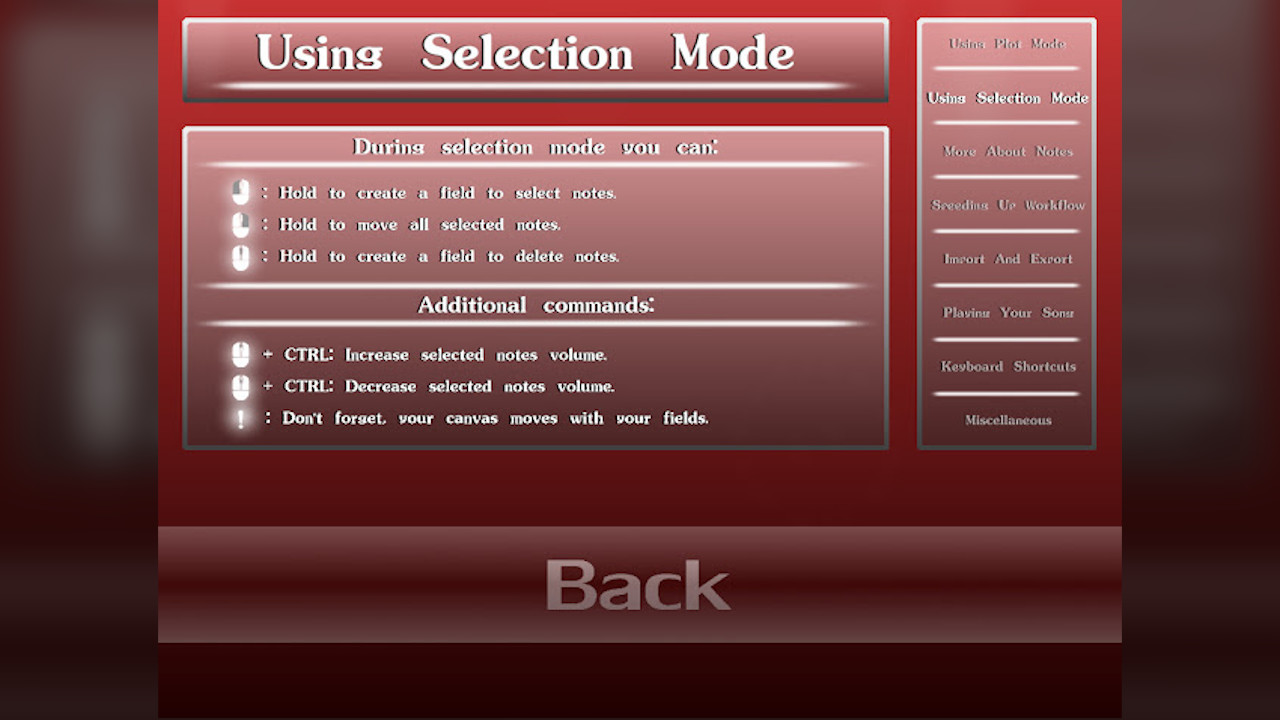 Using Selection Mode
During selection mode you can:
: Hold to create a field to select notes.
: Hold to move all selected notes.
: Hold to create a field to delete notes.
Additional commands:
+ CTRL: Increase selected notes volume.
+ CTRL: Decrease selected notes volume.
! : Don't forget, your canvas moves with your fields.
Using Plot Mode
Using Selection Mode
More About Notes
Speeding Up Workflow
Import And Export
Playing Your Song
Keyboard Shortcuts
Miscellaneous
Back